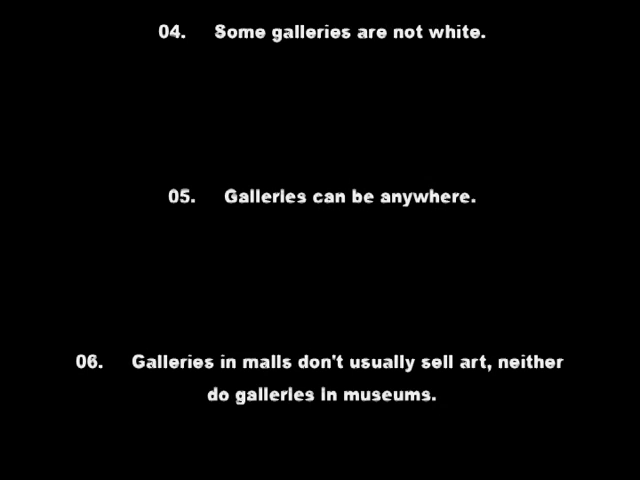 04. Some galleries are not white.
05. Galleries can be anywhere.
06. Galleries in malls don't usually sell art, neither
do galleries in museums.